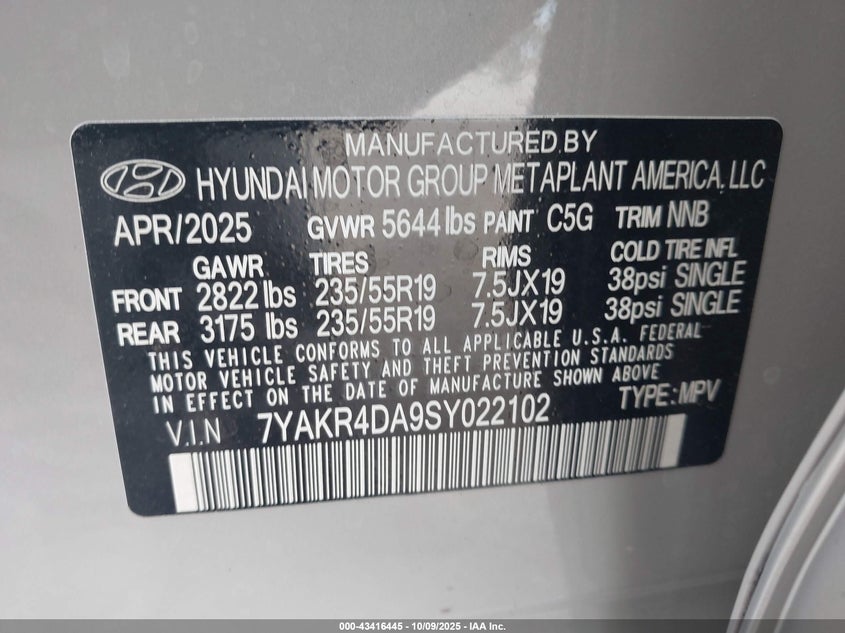 MANUFACTURED BY
HYUNDAI MOTOR GROUP METAPLANT AMERICA, LLC
APR/2025 GVWR 5644 lbs PAINT C5G TRIM NNB
GAWR TIRES RIMS COLD TIRE INFL
FRONT 2822 lbs 235/55R19 7.5JX19 38psi SINGLE
REAR 3175 lbs 235/55R19 7.5JX19 38psi SINGLE
THIS VEHICLE CONFORMS TO ALL APPLICABLE U.S.A. FEDERAL
MOTOR VEHICLE SAFETY AND THEFT PREVENTION STANDARDS
IN EFFECT ON THE DATE OF MANUFACTURE SHOWN ABOVE
V.I.N 7YAKR4DA9SY022102 TYPE: MPV
000-43416445 - 10/09/2025 - IAA Inc.